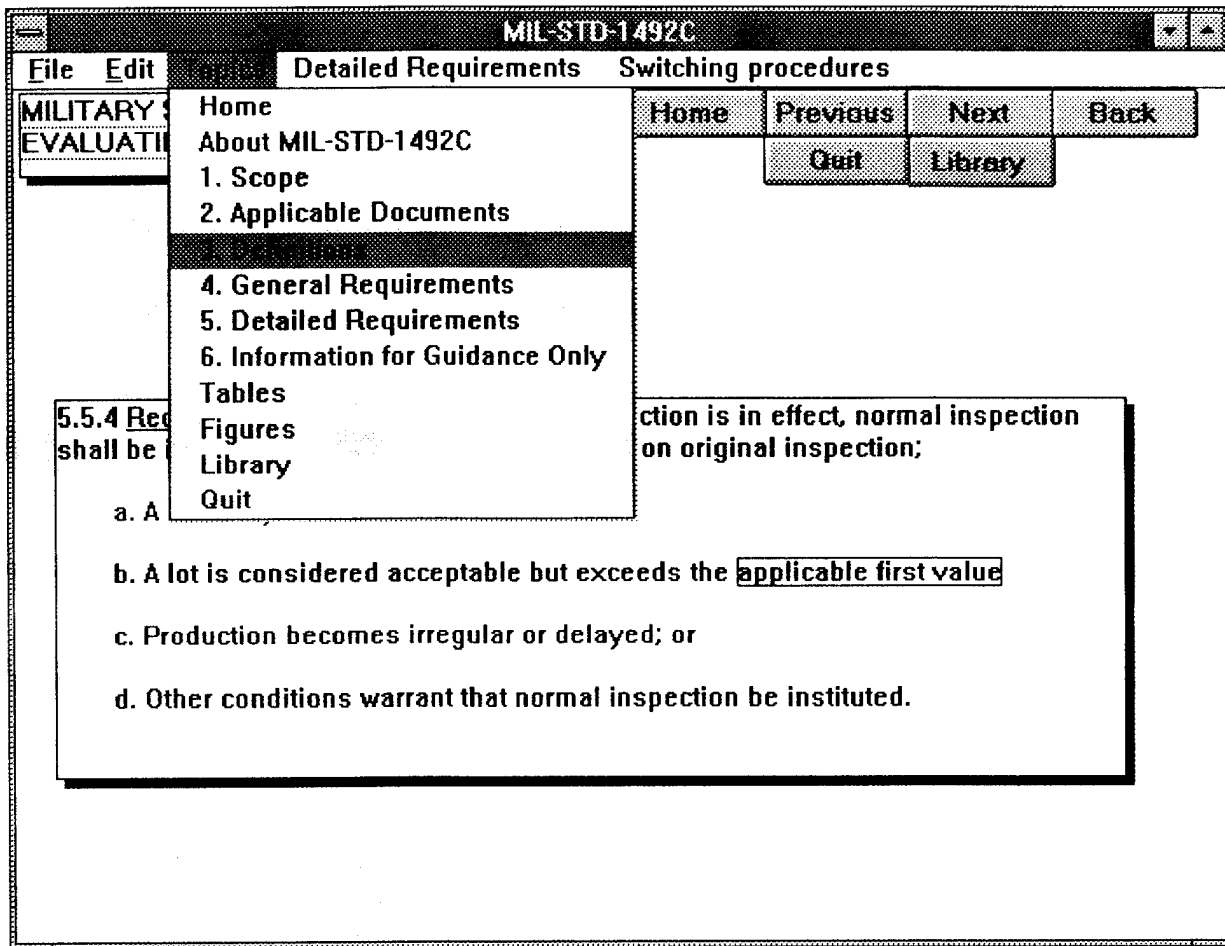 MIL-STD-1492C
File Edit Topics Detailed Requirements Switching procedures
MILITARY S
EVALUATI
Home Previous Next Back
Quit Library
Home
About MIL-STD-1492C
1. Scope
2. Applicable Documents
3. Definitions
4. General Requirements
5. Detailed Requirements
6. Information for Guidance Only
Tables
Figures
Library
Quit
5.5.4 Red ction is in effect, normal inspection
shall be on original inspection;
a. A
b. A lot is considered acceptable but exceeds the applicable first value
c. Production becomes irregular or delayed; or
d. Other conditions warrant that normal inspection be instituted.